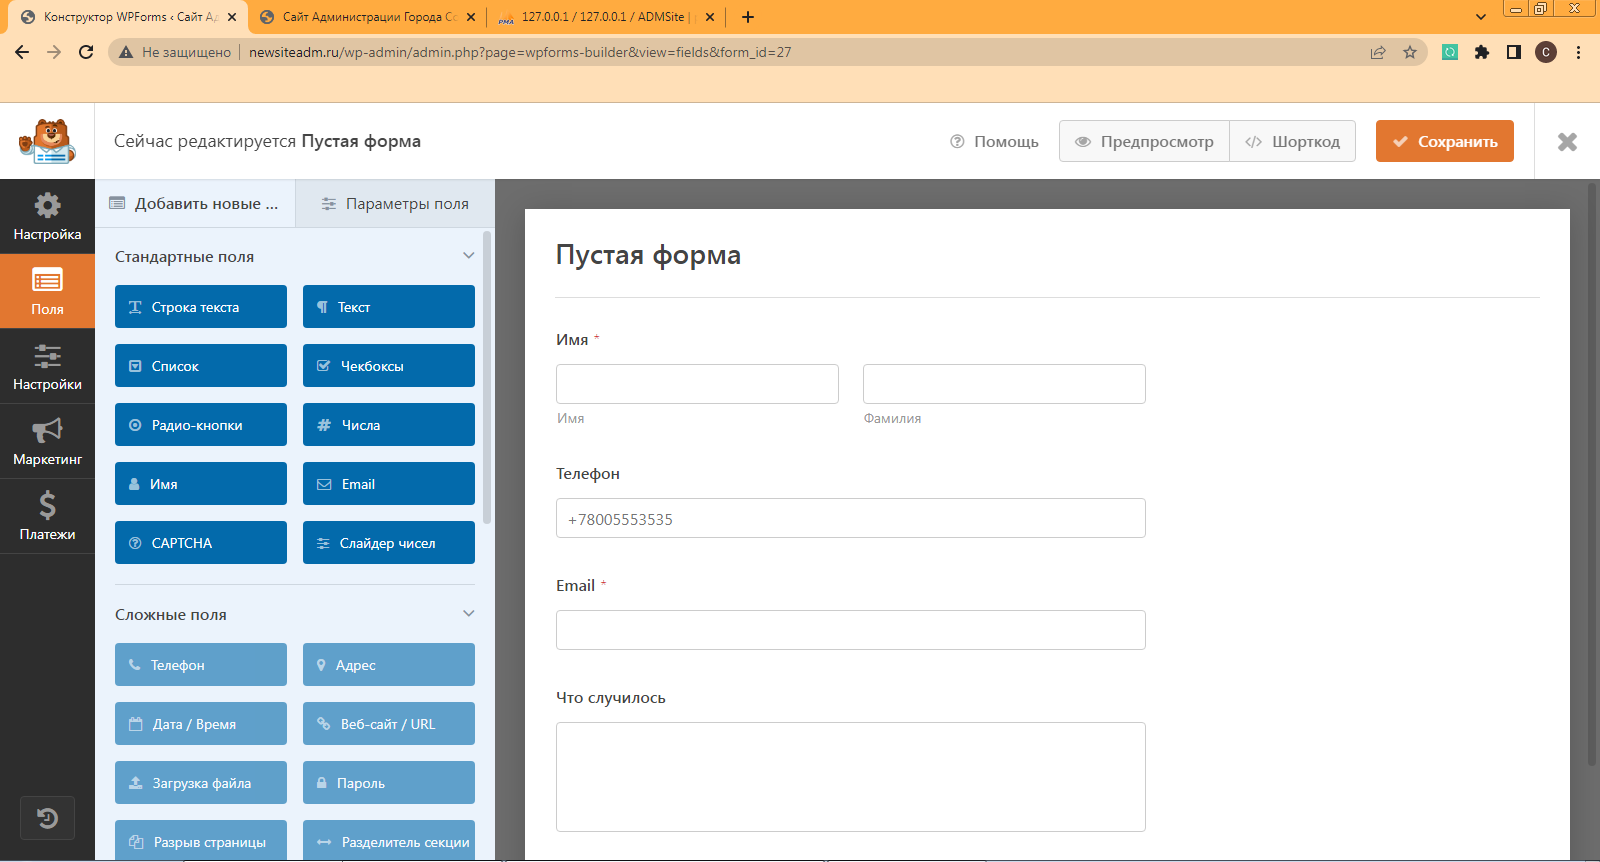 Конструктор WPForms ‹ Сайт Ад
Сайт Администрации Города Со
PMA
127.0.0.1 / 127.0.0.1 / ADMSite |
Не защищено
newsiteadm.ru/wp-admin/admin.php?page=wpforms-builder&view=fields&form_id=27
C
Сейчас редактируется Пустая форма
Помощь
Предпросмотр
Шорткод
Сохранить
Настройка
Поля
Настройки
Маркетинг
Платежи
Добавить новые ...
Параметры поля
Стандартные поля
Строка текста
Текст
Список
Чекбоксы
Радио-кнопки
Числа
Имя
Email
CAPTCHA
Слайдер чисел
Сложные поля
Телефон
Адрес
Дата / Время
Веб-сайт / URL
Загрузка файла
Пароль
Разрыв страницы
Разделитель секции
Пустая форма
Имя *
Имя
Фамилия
Телефон
+78005553535
Email *
Что случилось